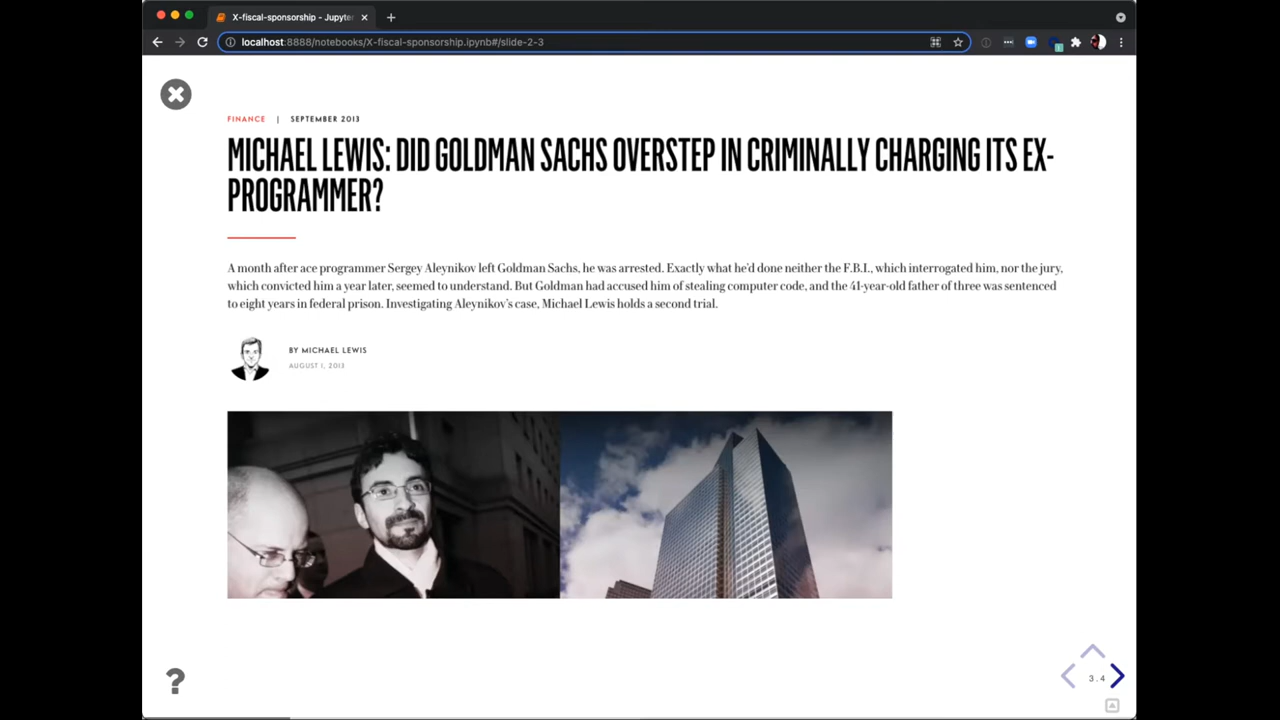 X-fiscal-sponsorship - Jupyte
localhost:8888/notebooks/X-fiscal-sponsorship.ipynb#/slide-2-3
FINANCE | SEPTEMBER 2013
MICHAEL LEWIS: DID GOLDMAN SACHS OVERSTEP IN CRIMINALLY CHARGING ITS EX-
PROGRAMMER?
A month after ace programmer Sergey Aleynikov left Goldman Sachs, he was arrested. Exactly what he'd done neither the F.B.I., which interrogated him, nor the jury,
which convicted him a year later, seemed to understand. But Goldman had accused him of stealing computer code, and the 41-year-old father of three was sentenced
to eight years in federal prison. Investigating Aleynikov's case, Michael Lewis holds a second trial.
BY MICHAEL LEWIS
AUGUST 1, 2013
?
3.4